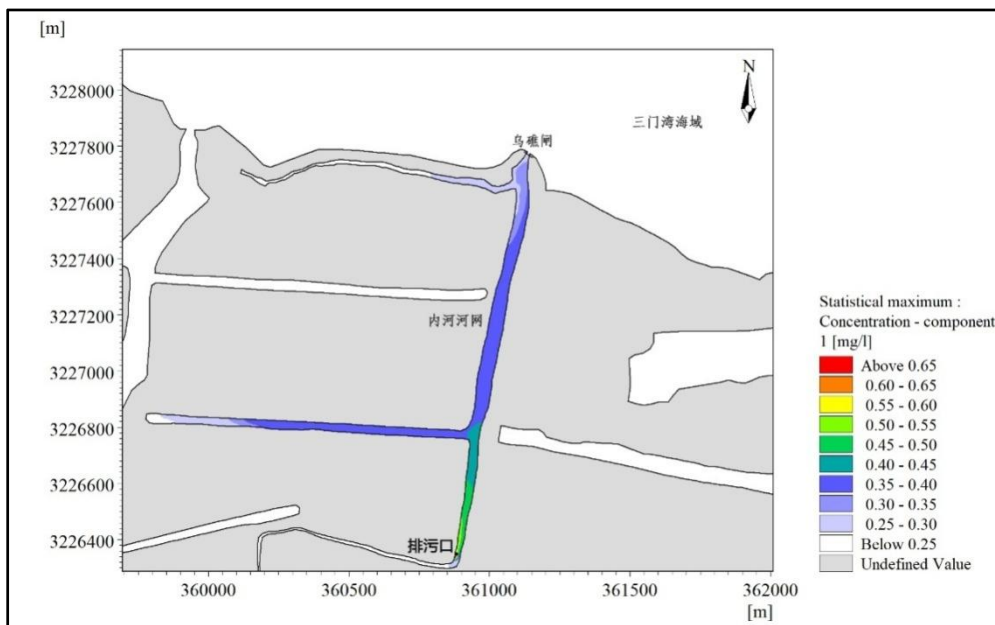 [m]
N
三门湾海域
乌礁闸
3228000
3227800
3227600
3227400
3227200
3227000
3226800
3226600
3226400
内河河网
排污口
360000
360500
361000
361500
362000
[m]
Statistical maximum :
Concentration - component
1 [mg/l]
Above 0.65
0.60 - 0.65
0.55 - 0.60
0.50 - 0.55
0.45 - 0.50
0.40 - 0.45
0.35 - 0.40
0.30 - 0.35
0.25 - 0.30
Below 0.25
Undefined Value